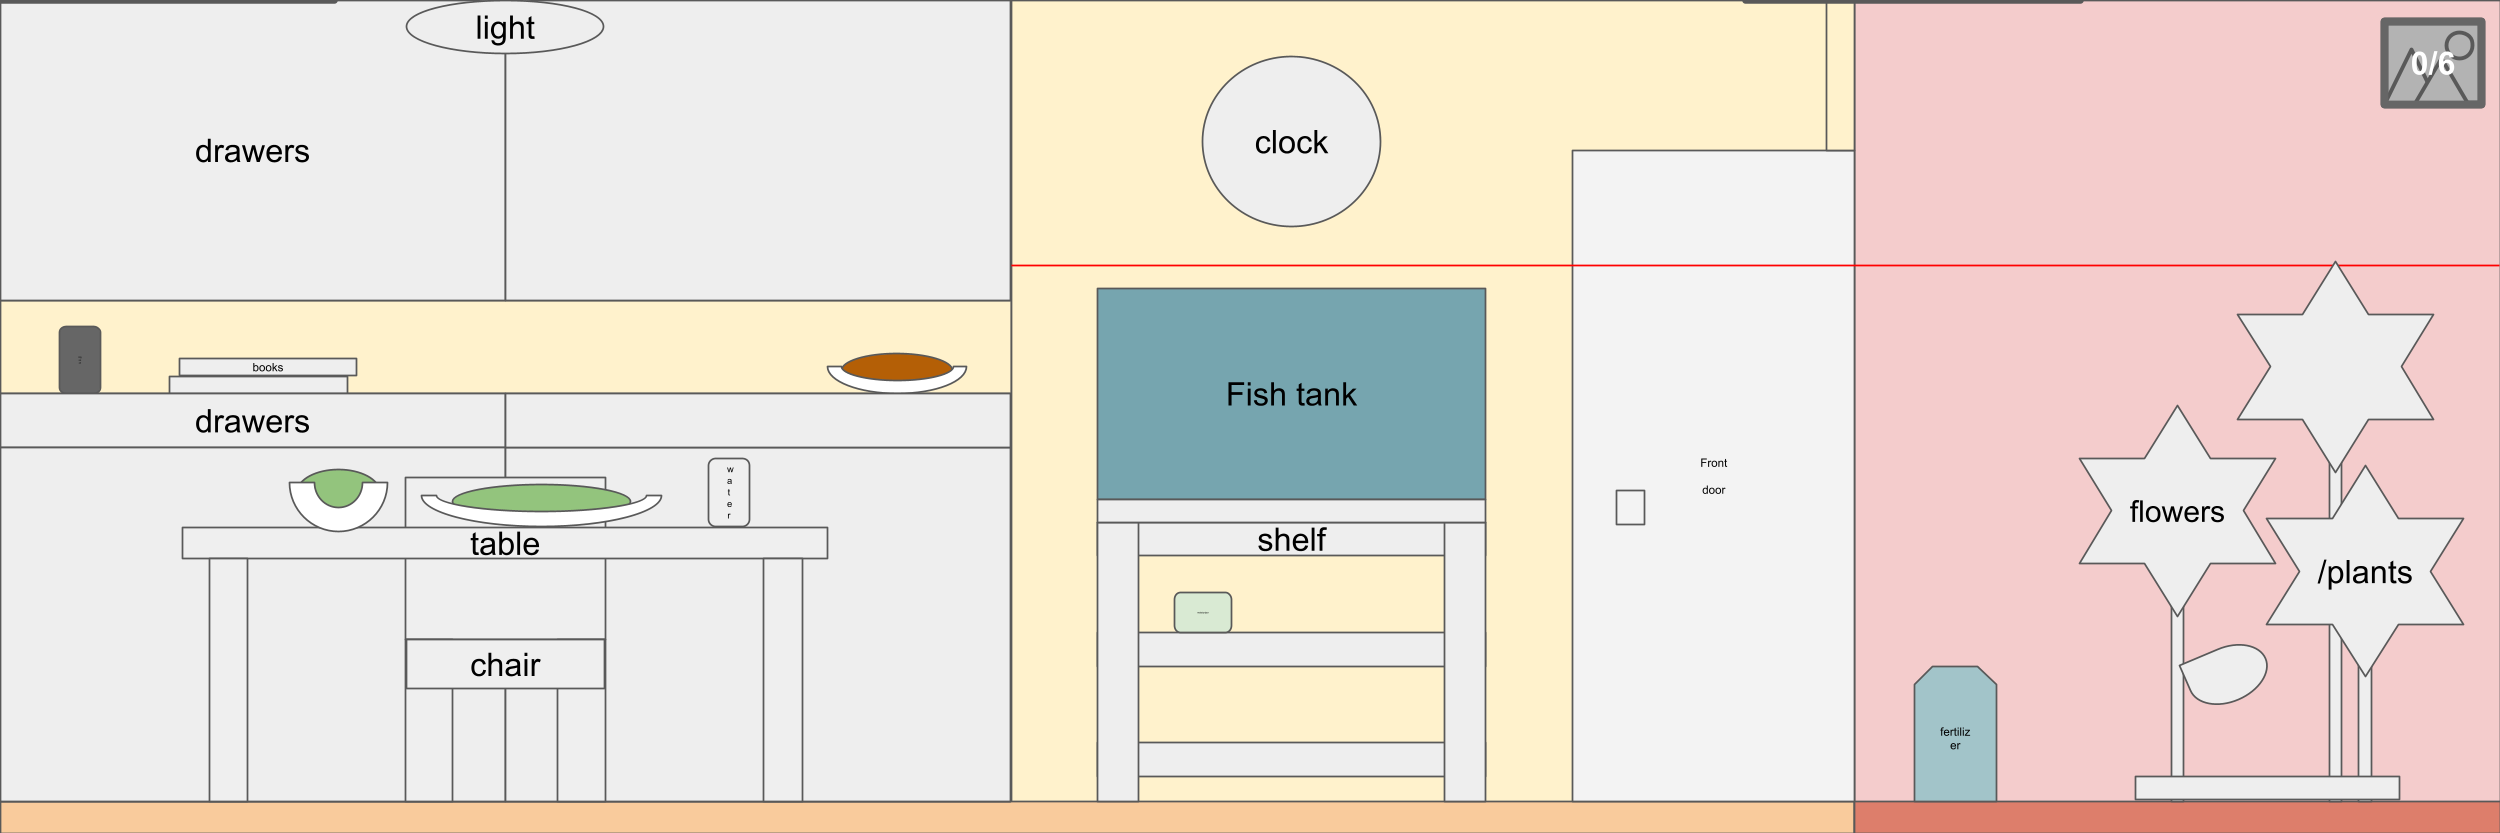 light
0/6
clock
drawers
books
Fish tank
drawers
w
a
t
e
r
Front
door
flowers
table
shelf
/plants
chair
fertiliz
er